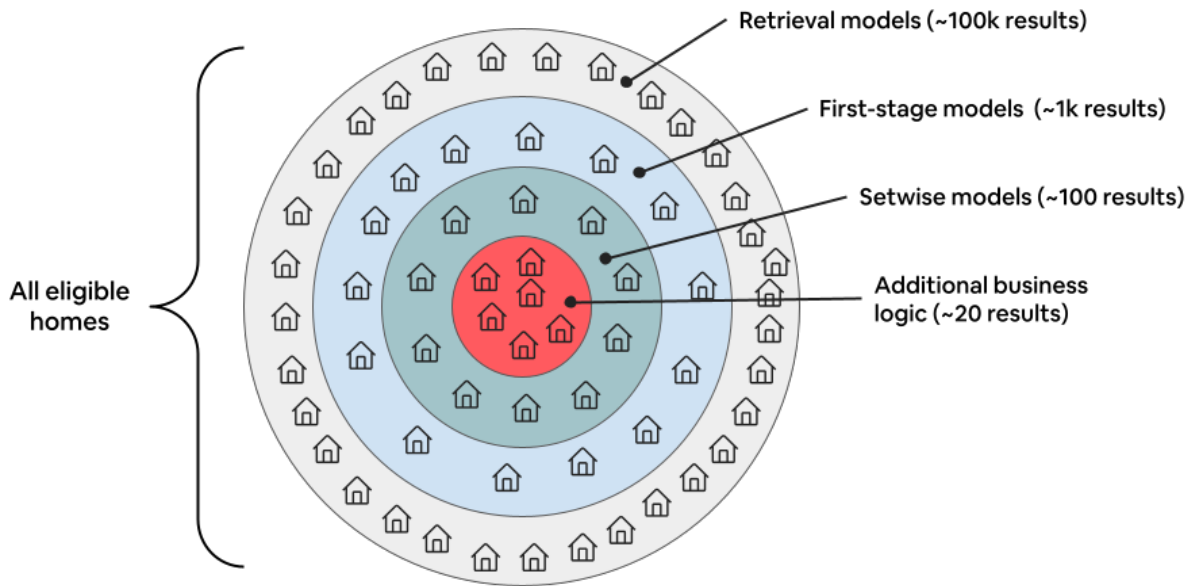 Retrieval models (~100k results)
First-stage models (~1k results)
Setwise models (~100 results)
All eligible
homes
Additional business
logic (~20 results)